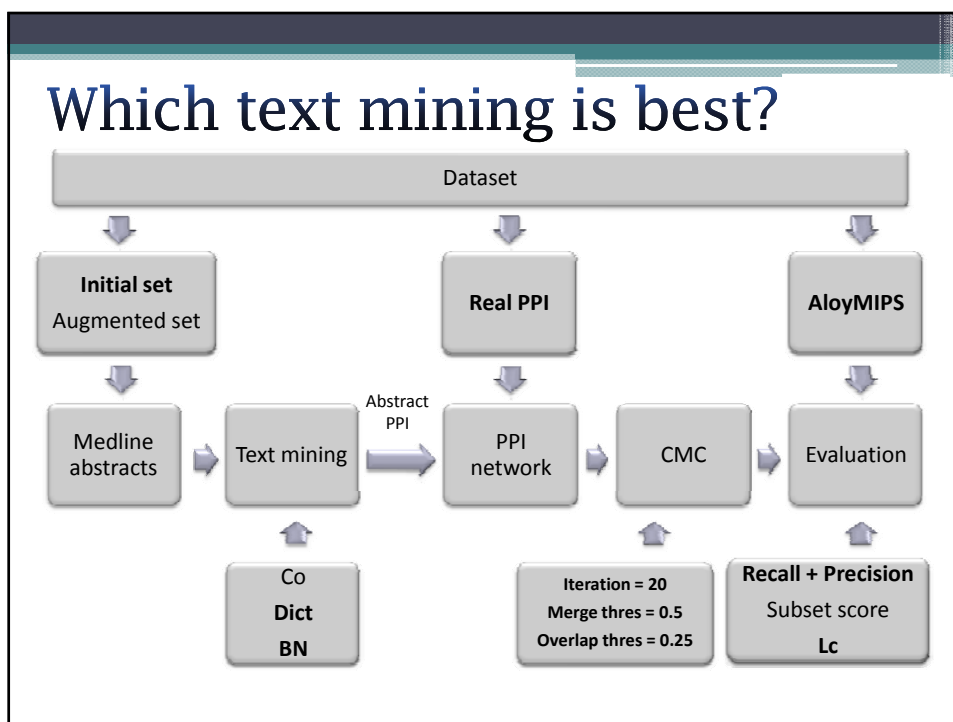 Which text mining is best?
Dataset
Initial set
Augmented set
Real PPI
AloyMIPS
Medline
abstracts
Text mining
Abstract
PPI
PPI
network
CMC
Evaluation
Co
Dict
BN
Iteration = 20
Merge thres = 0.5
Overlap thres = 0.25
Recall + Precision
Subset score
Lc